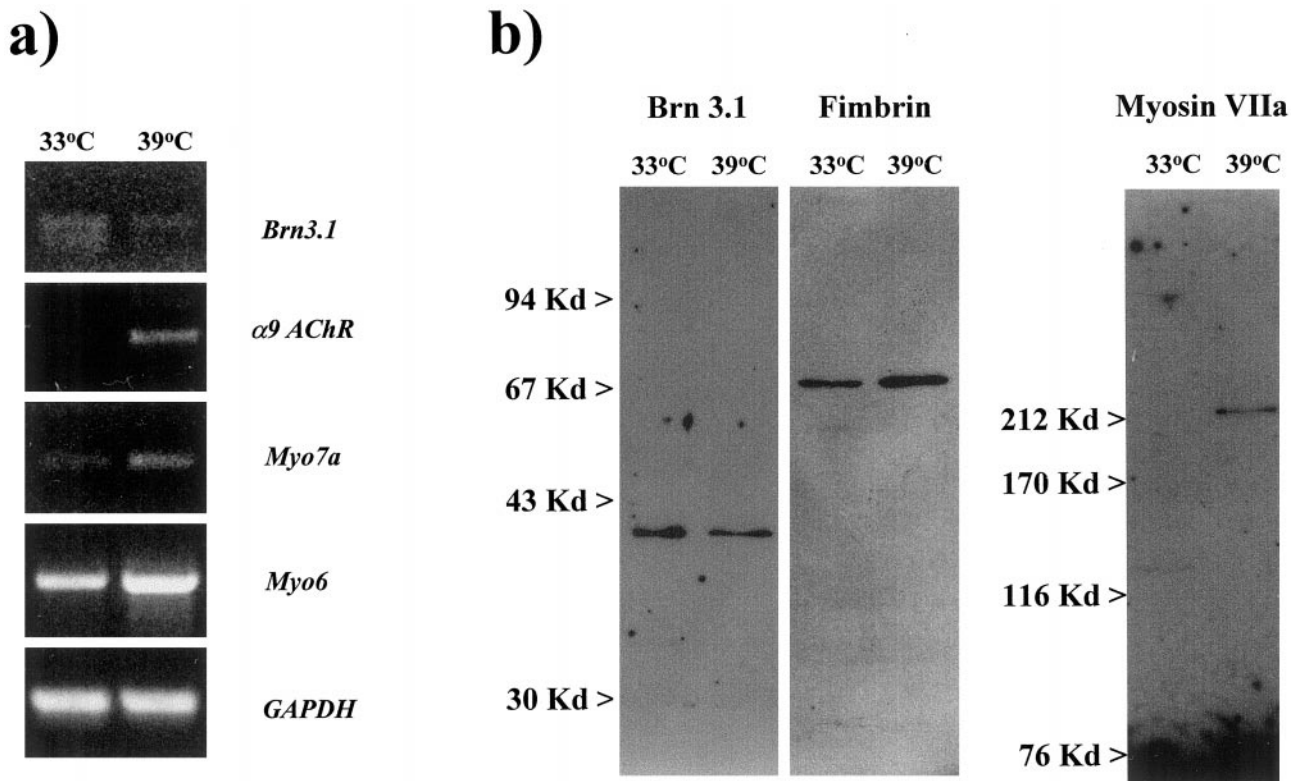 a)
33°C 39°C
Brn3.1
α9 AChR
Myo7a
Myo6
GAPDH
b)
Brn 3.1 Fimbrin Myosin VIIa
33°C 39°C 33°C 39°C 33°C 39°C
94 Kd >
67 Kd >
43 Kd >
30 Kd >
212 Kd >
170 Kd >
116 Kd >
76 Kd >